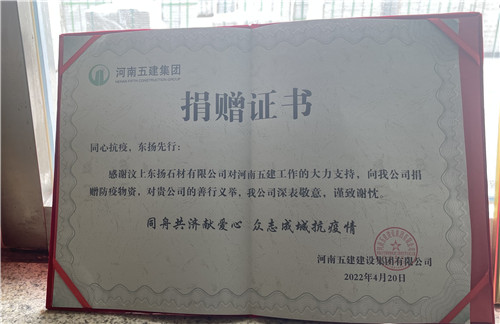 河南五建集团
捐赠证书
同心抗疫,东扬先行:
感谢汶上东扬石材有限公司对河南五建工作的大力支持,向我公司捐
赠防疫物资,对贵公司的善行义举,我公司深表敬意,谨致谢忱。
同舟共济献爱心 众志成城抗疫情
河南五建建设集团有限公司
2022年4月20日